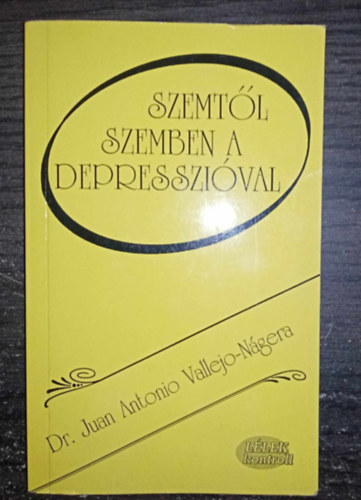 SZEMTŐL
SZEMBEN A
DEPRESSZIÓVAL
Dr. Juan Antonio Vallejo-Nágera
LÉLEK
kontroll